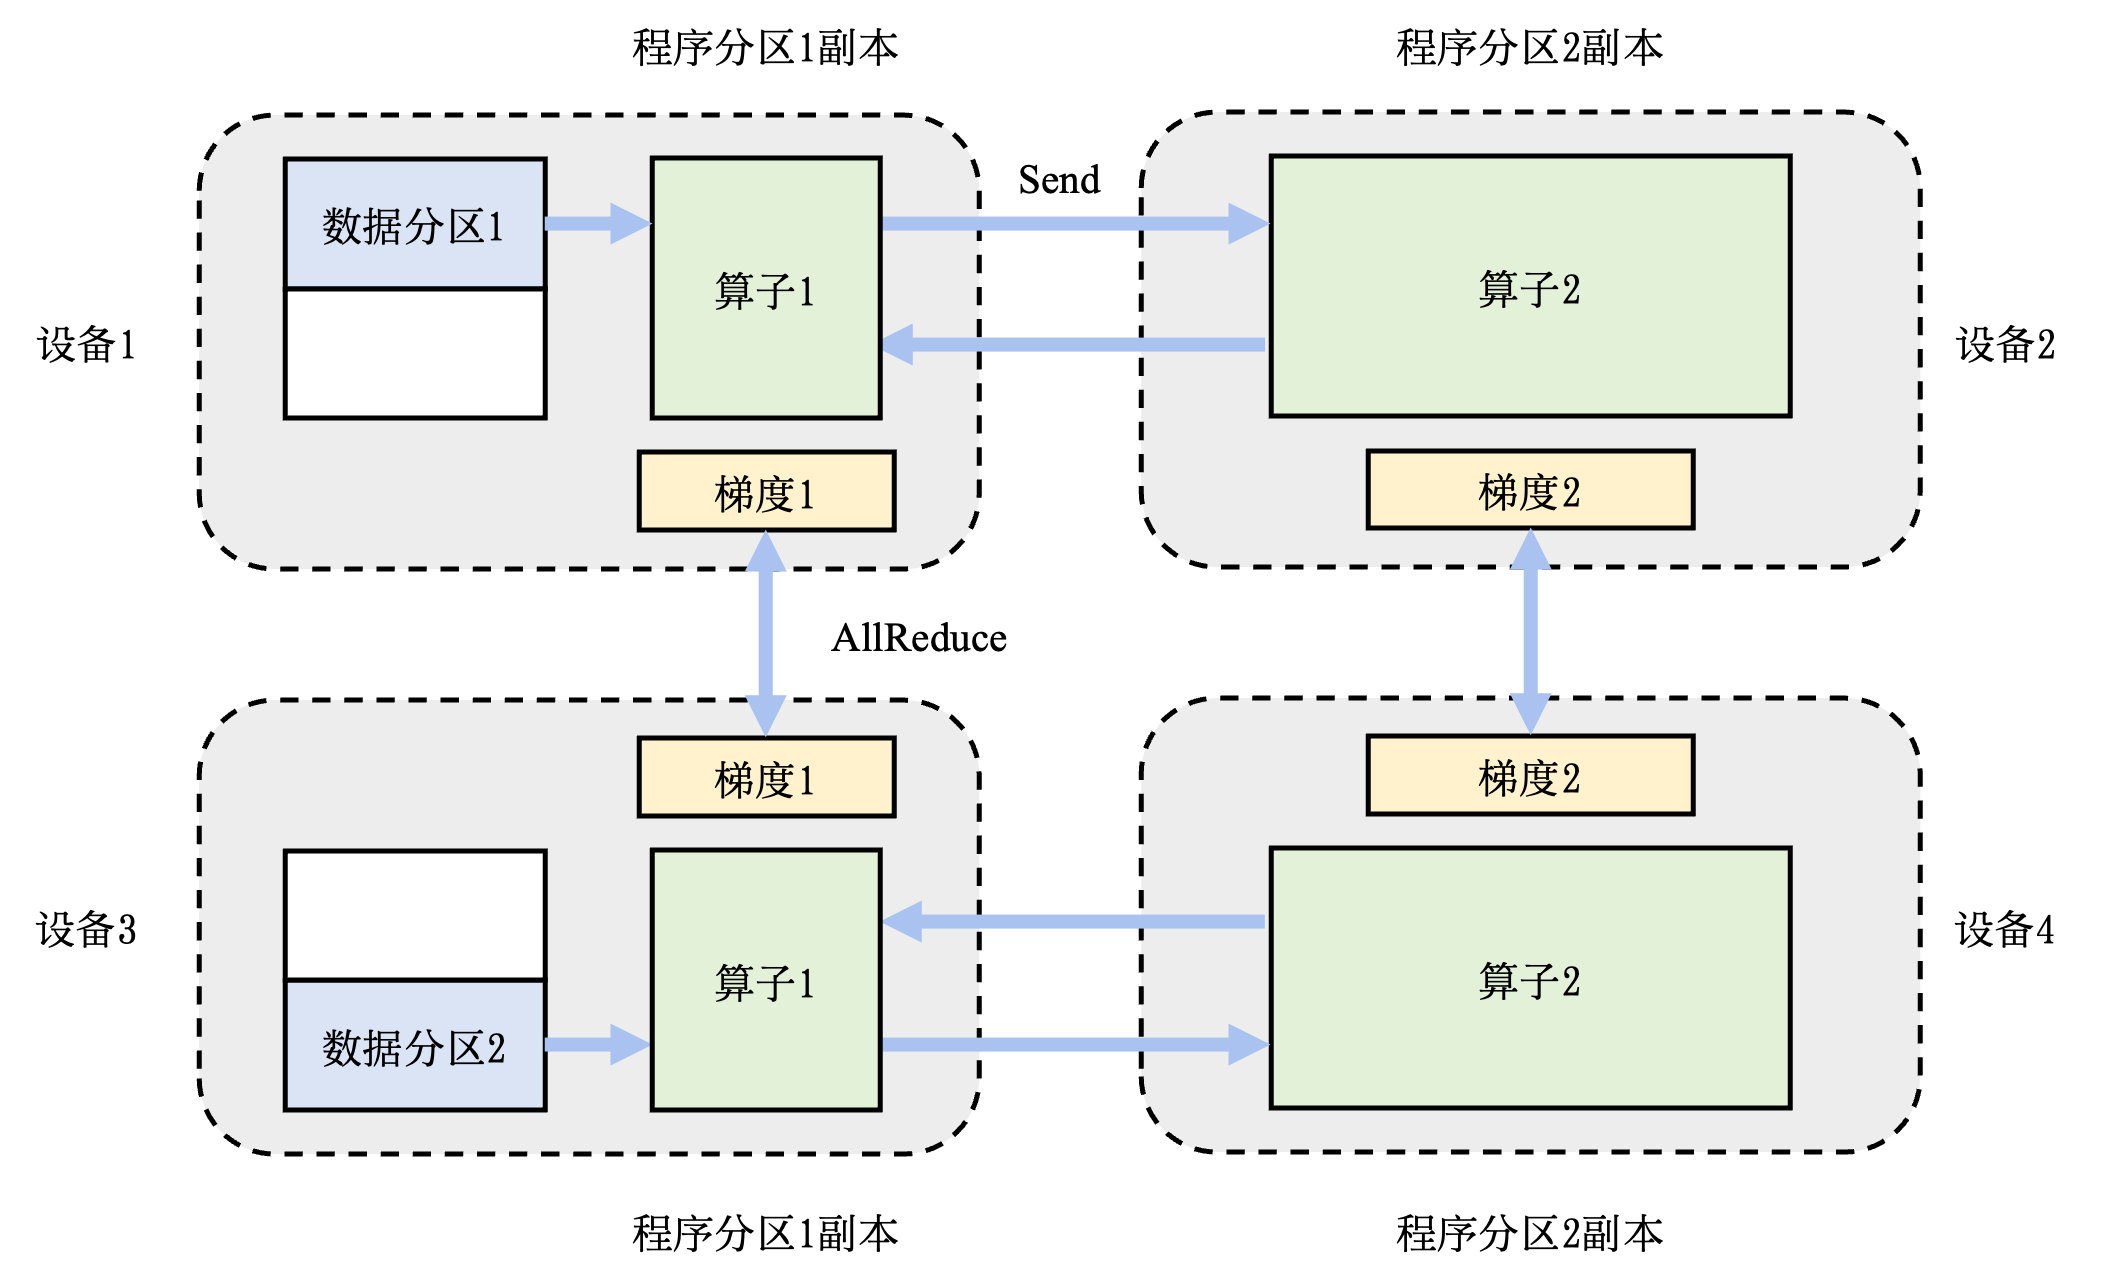 程序分区1副本
程序分区2副本
数据分区1
算子1
Send
算子2
设备1
设备2
梯度1
梯度2
AllReduce
梯度1
梯度2
设备3
算子1
算子2
设备4
数据分区2
程序分区1副本
程序分区2副本